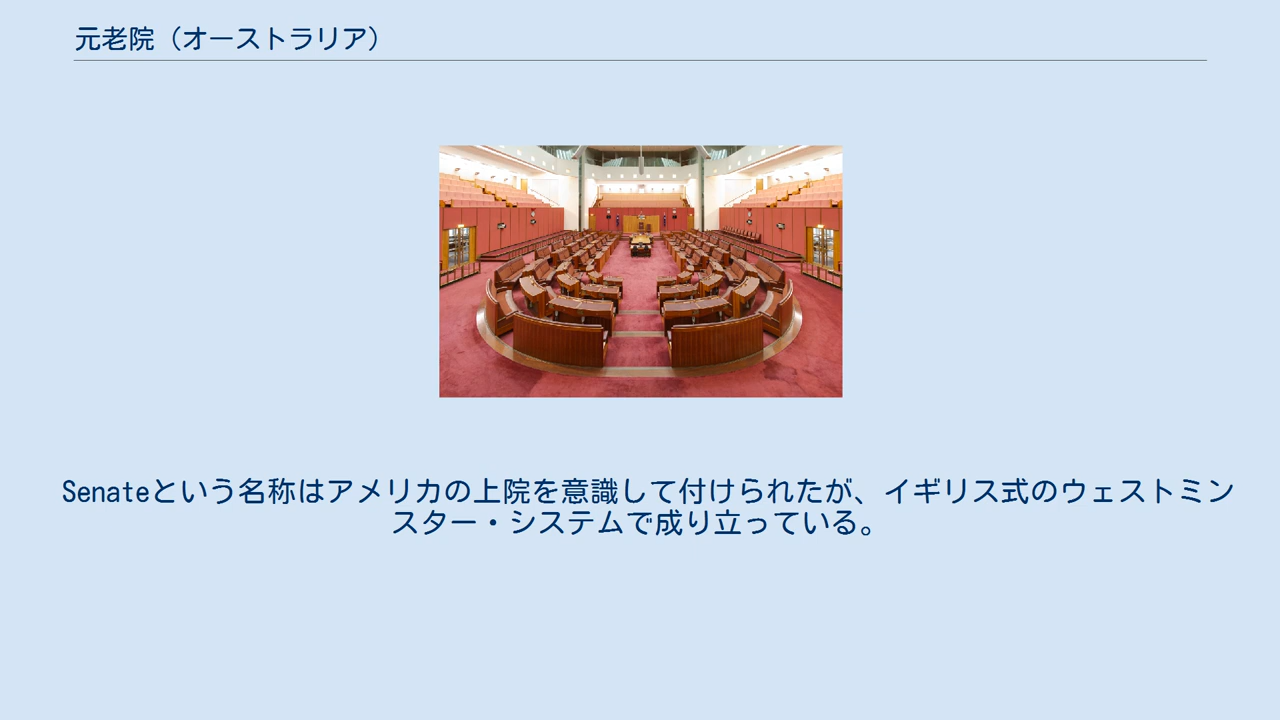 元老院（オーストラリア）
Senateという名称はアメリカの上院を意識して付けられたが、イギリス式のウェストミン
スター・システムで成り立っている。